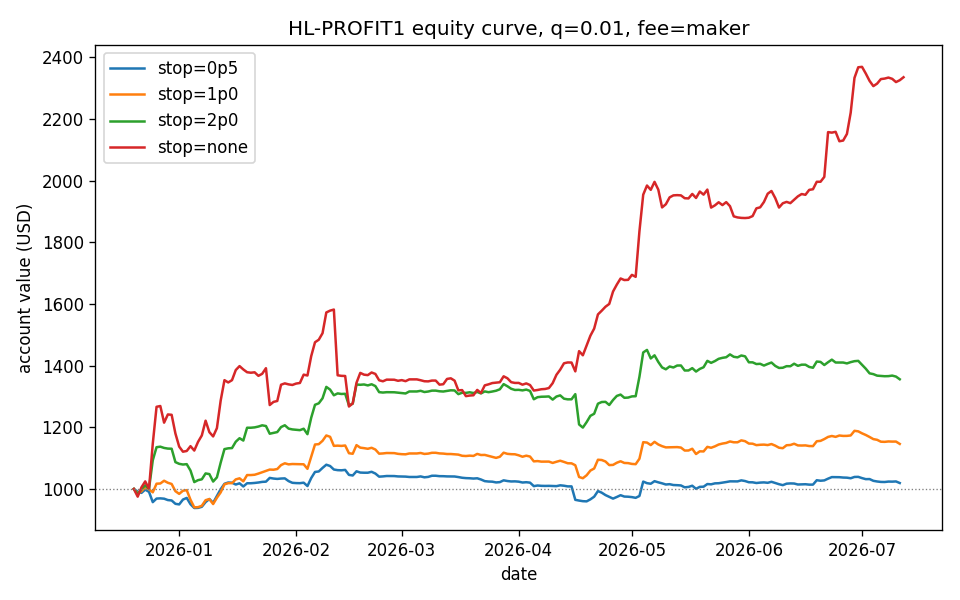 HL-PROFIT1 equity curve, q=0.01, fee=maker
stop=0p5
stop=1p0
stop=2p0
stop=none
account value (USD)
2400
2200
2000
1800
1600
1400
1200
1000
2026-01
2026-02
2026-03
2026-04
2026-05
2026-06
2026-07
date